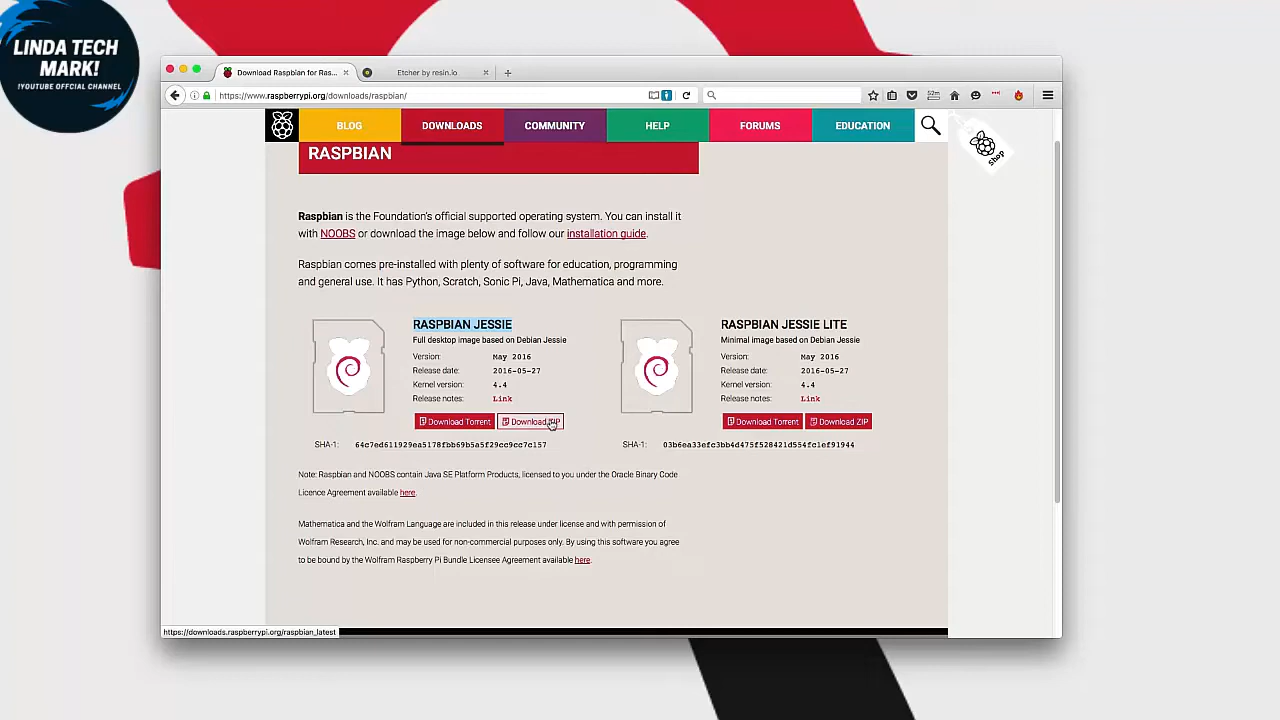 LINDA TECH
MARK!
!YOUTUBE OFFCIAL CHANNEL
Download Raspbian for Ras...
Etcher by resin.io
https://www.raspberrypi.org/downloads/raspbian/
BLOG
DOWNLOADS
COMMUNITY
HELP
FORUMS
EDUCATION
Shop
RASPBIAN
Raspbian is the Foundation's official supported operating system. You can install it
with NOOBS or download the image below and follow our installation guide.
Raspbian comes pre-installed with plenty of software for education, programming
and general use. It has Python, Scratch, Sonic Pi, Java, Mathematica and more.
RASPBIAN JESSIE
Full desktop image based on Debian Jessie
Version: May 2016
Release date: 2016-05-27
Kernel version: 4.4
Release notes: Link
Download Torrent
Download ZIP
SHA-1: 64c7ed611929ea5178fbb69b5a5f29cc9cc7c157
RASPBIAN JESSIE LITE
Minimal image based on Debian Jessie
Version: May 2016
Release date: 2016-05-27
Kernel version: 4.4
Release notes: Link
Download Torrent
Download ZIP
SHA-1: 03b6ea33efc3bb4d475f528421d554fc1ef91944
Note: Raspbian and NOOBS contain Java SE Platform Products, licensed to you under the Oracle Binary Code
Licence Agreement available here.
Mathematica and the Wolfram Language are included in this release under license and with permission of
Wolfram Research, Inc. and may be used for non-commercial purposes only. By using this software you agree
to be bound by the Wolfram Raspberry Pi Bundle Licensee Agreement available here.
https://downloads.raspberrypi.org/raspbian_latest